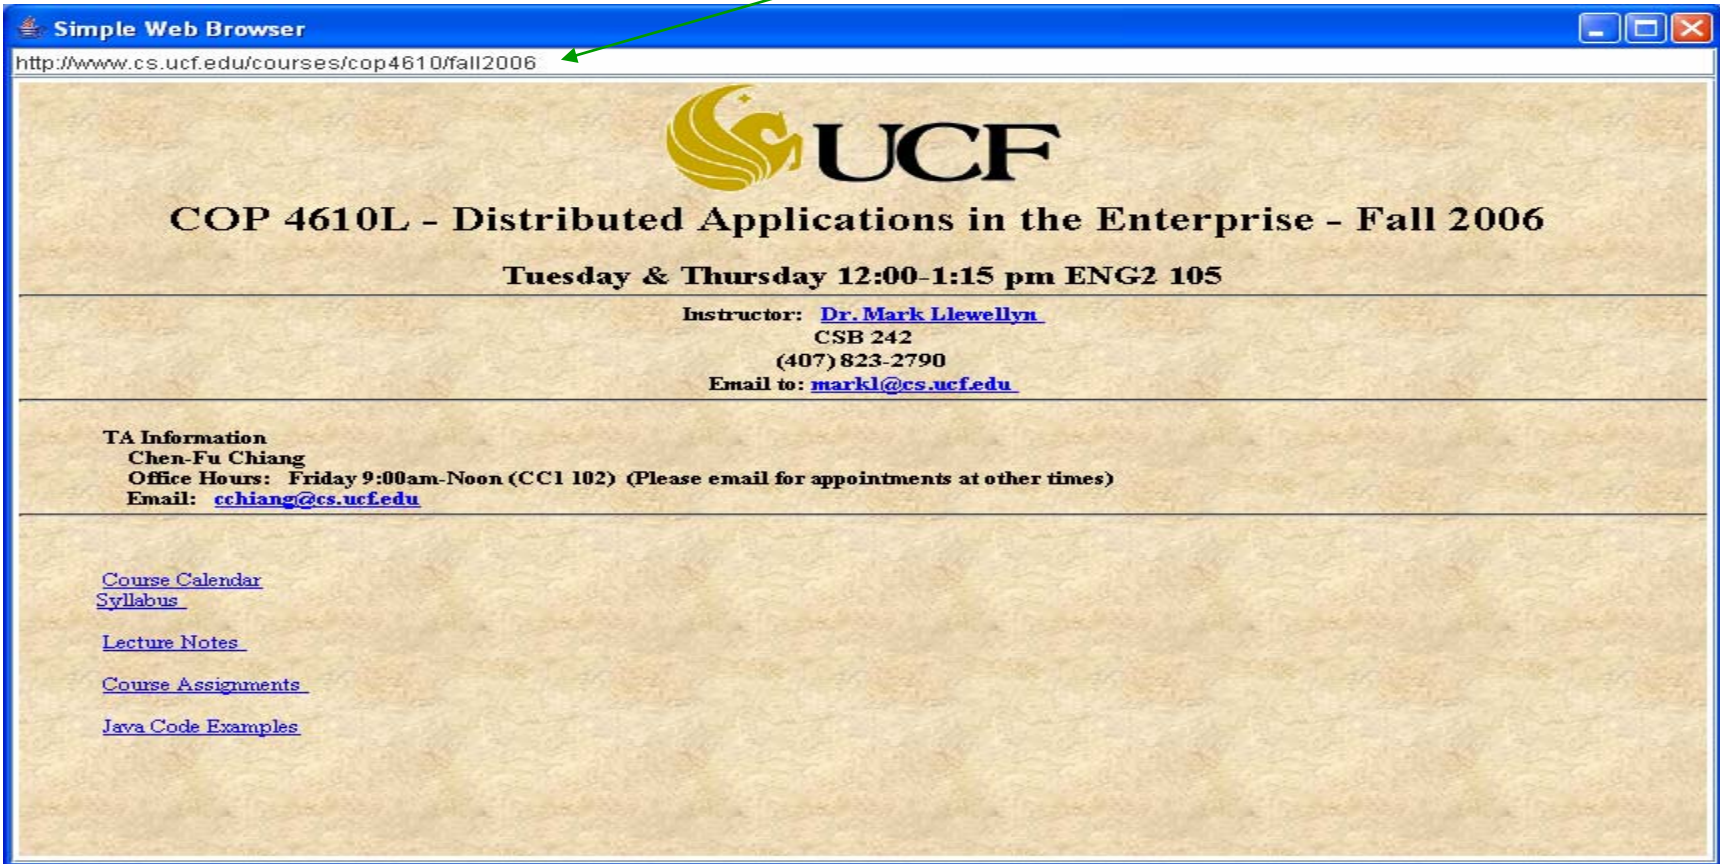 Simple Web Browser
http://www.cs.ucf.edu/courses/cop4610/fall2006
UCF
COP 4610L - Distributed Applications in the Enterprise - Fall 2006
Tuesday & Thursday 12:00-1:15 pm ENG2 105
Instructor: Dr. Mark Llewellyn
CSB 242
(407) 823-2790
Email to: markl@cs.ucf.edu
TA Information
Chen-Fu Chiang
Office Hours: Friday 9:00am-Noon (CC1 102) (Please email for appointments at other times)
Email: cchiang@cs.ucf.edu
Course Calendar
Syllabus
Lecture Notes
Course Assignments
Java Code Examples